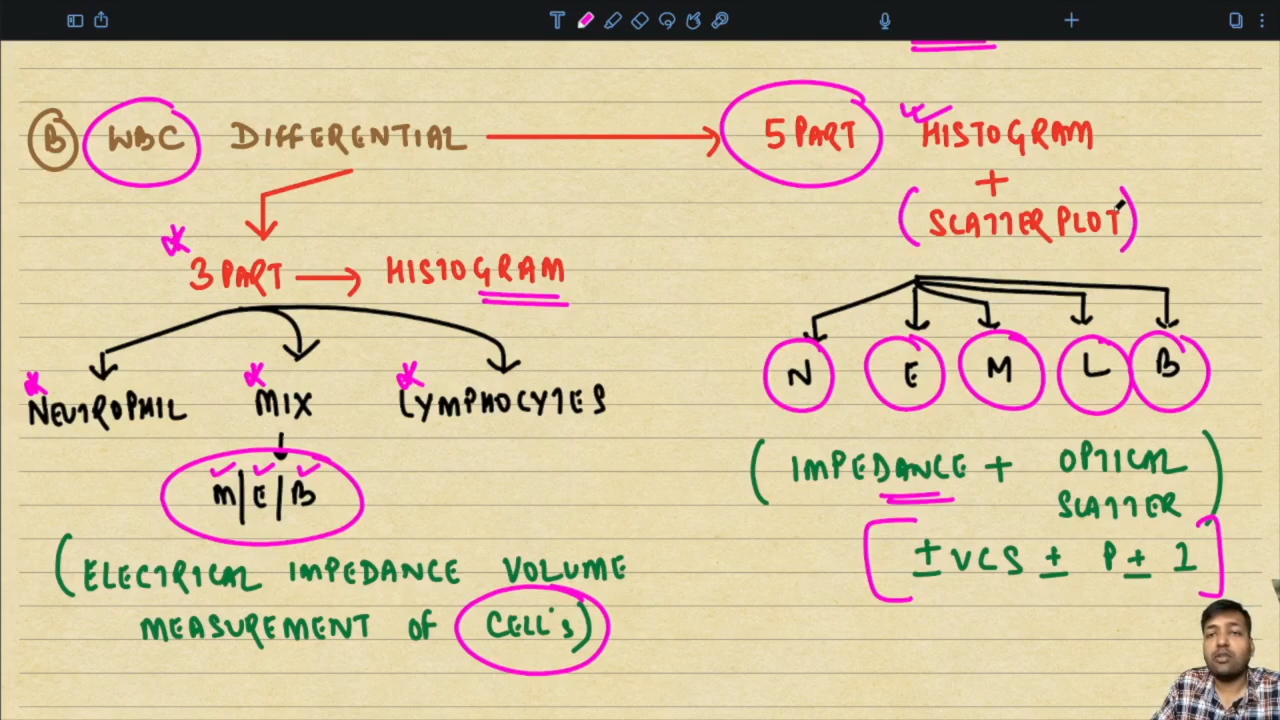 B WBC DIFFERENTIAL → 5 PART HISTOGRAM
+
(SCATTER PLOT)
3 PART → HISTOGRAM
N E M L B
NEUTROPHIL MIX LYMPHOCYTES
M/E/B
(IMPEDANCE + OPTICAL
SCATTER)
± VCS ± P ± I
(ELECTRICAL IMPEDANCE VOLUME
MEASUREMENT OF CELL'S)